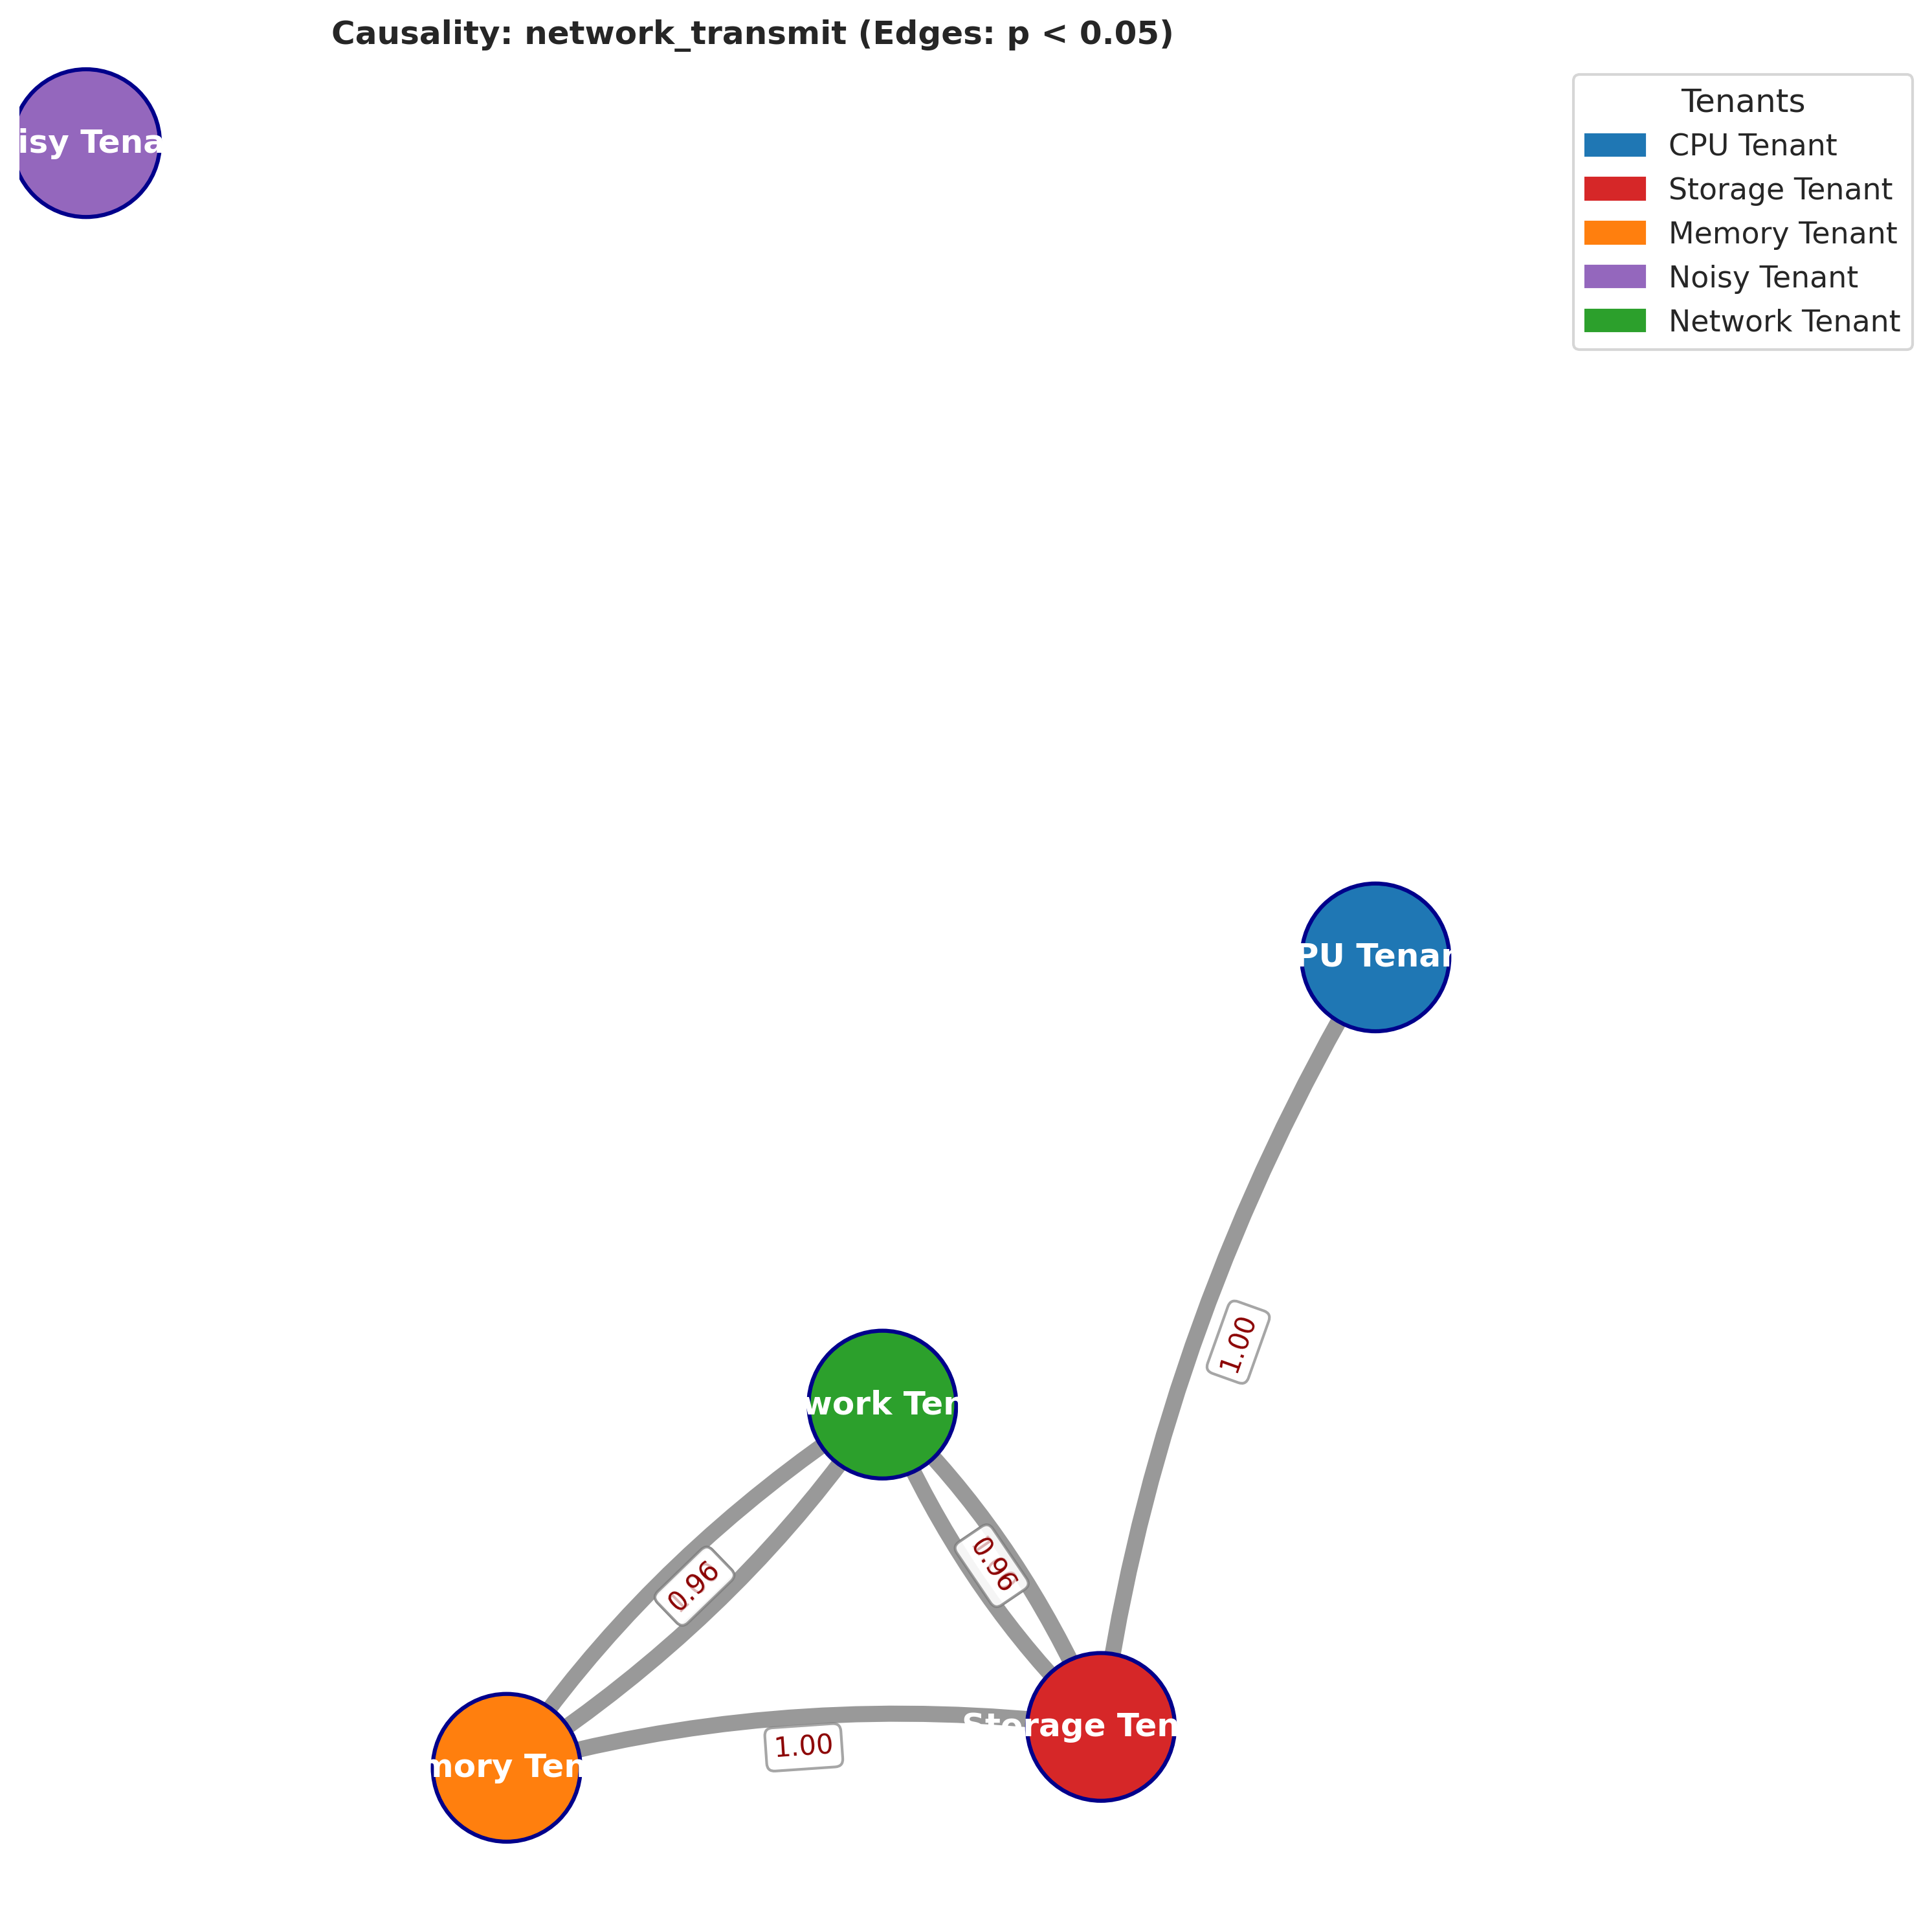 Causality: network_transmit (Edges: p < 0.05)
isy Tena
Tenants
CPU Tenant
Storage Tenant
Memory Tenant
Noisy Tenant
Network Tenant
PU Tenan
1.00
work Ten
0.96
0.96
Storage Ten
1.00
mory Ten